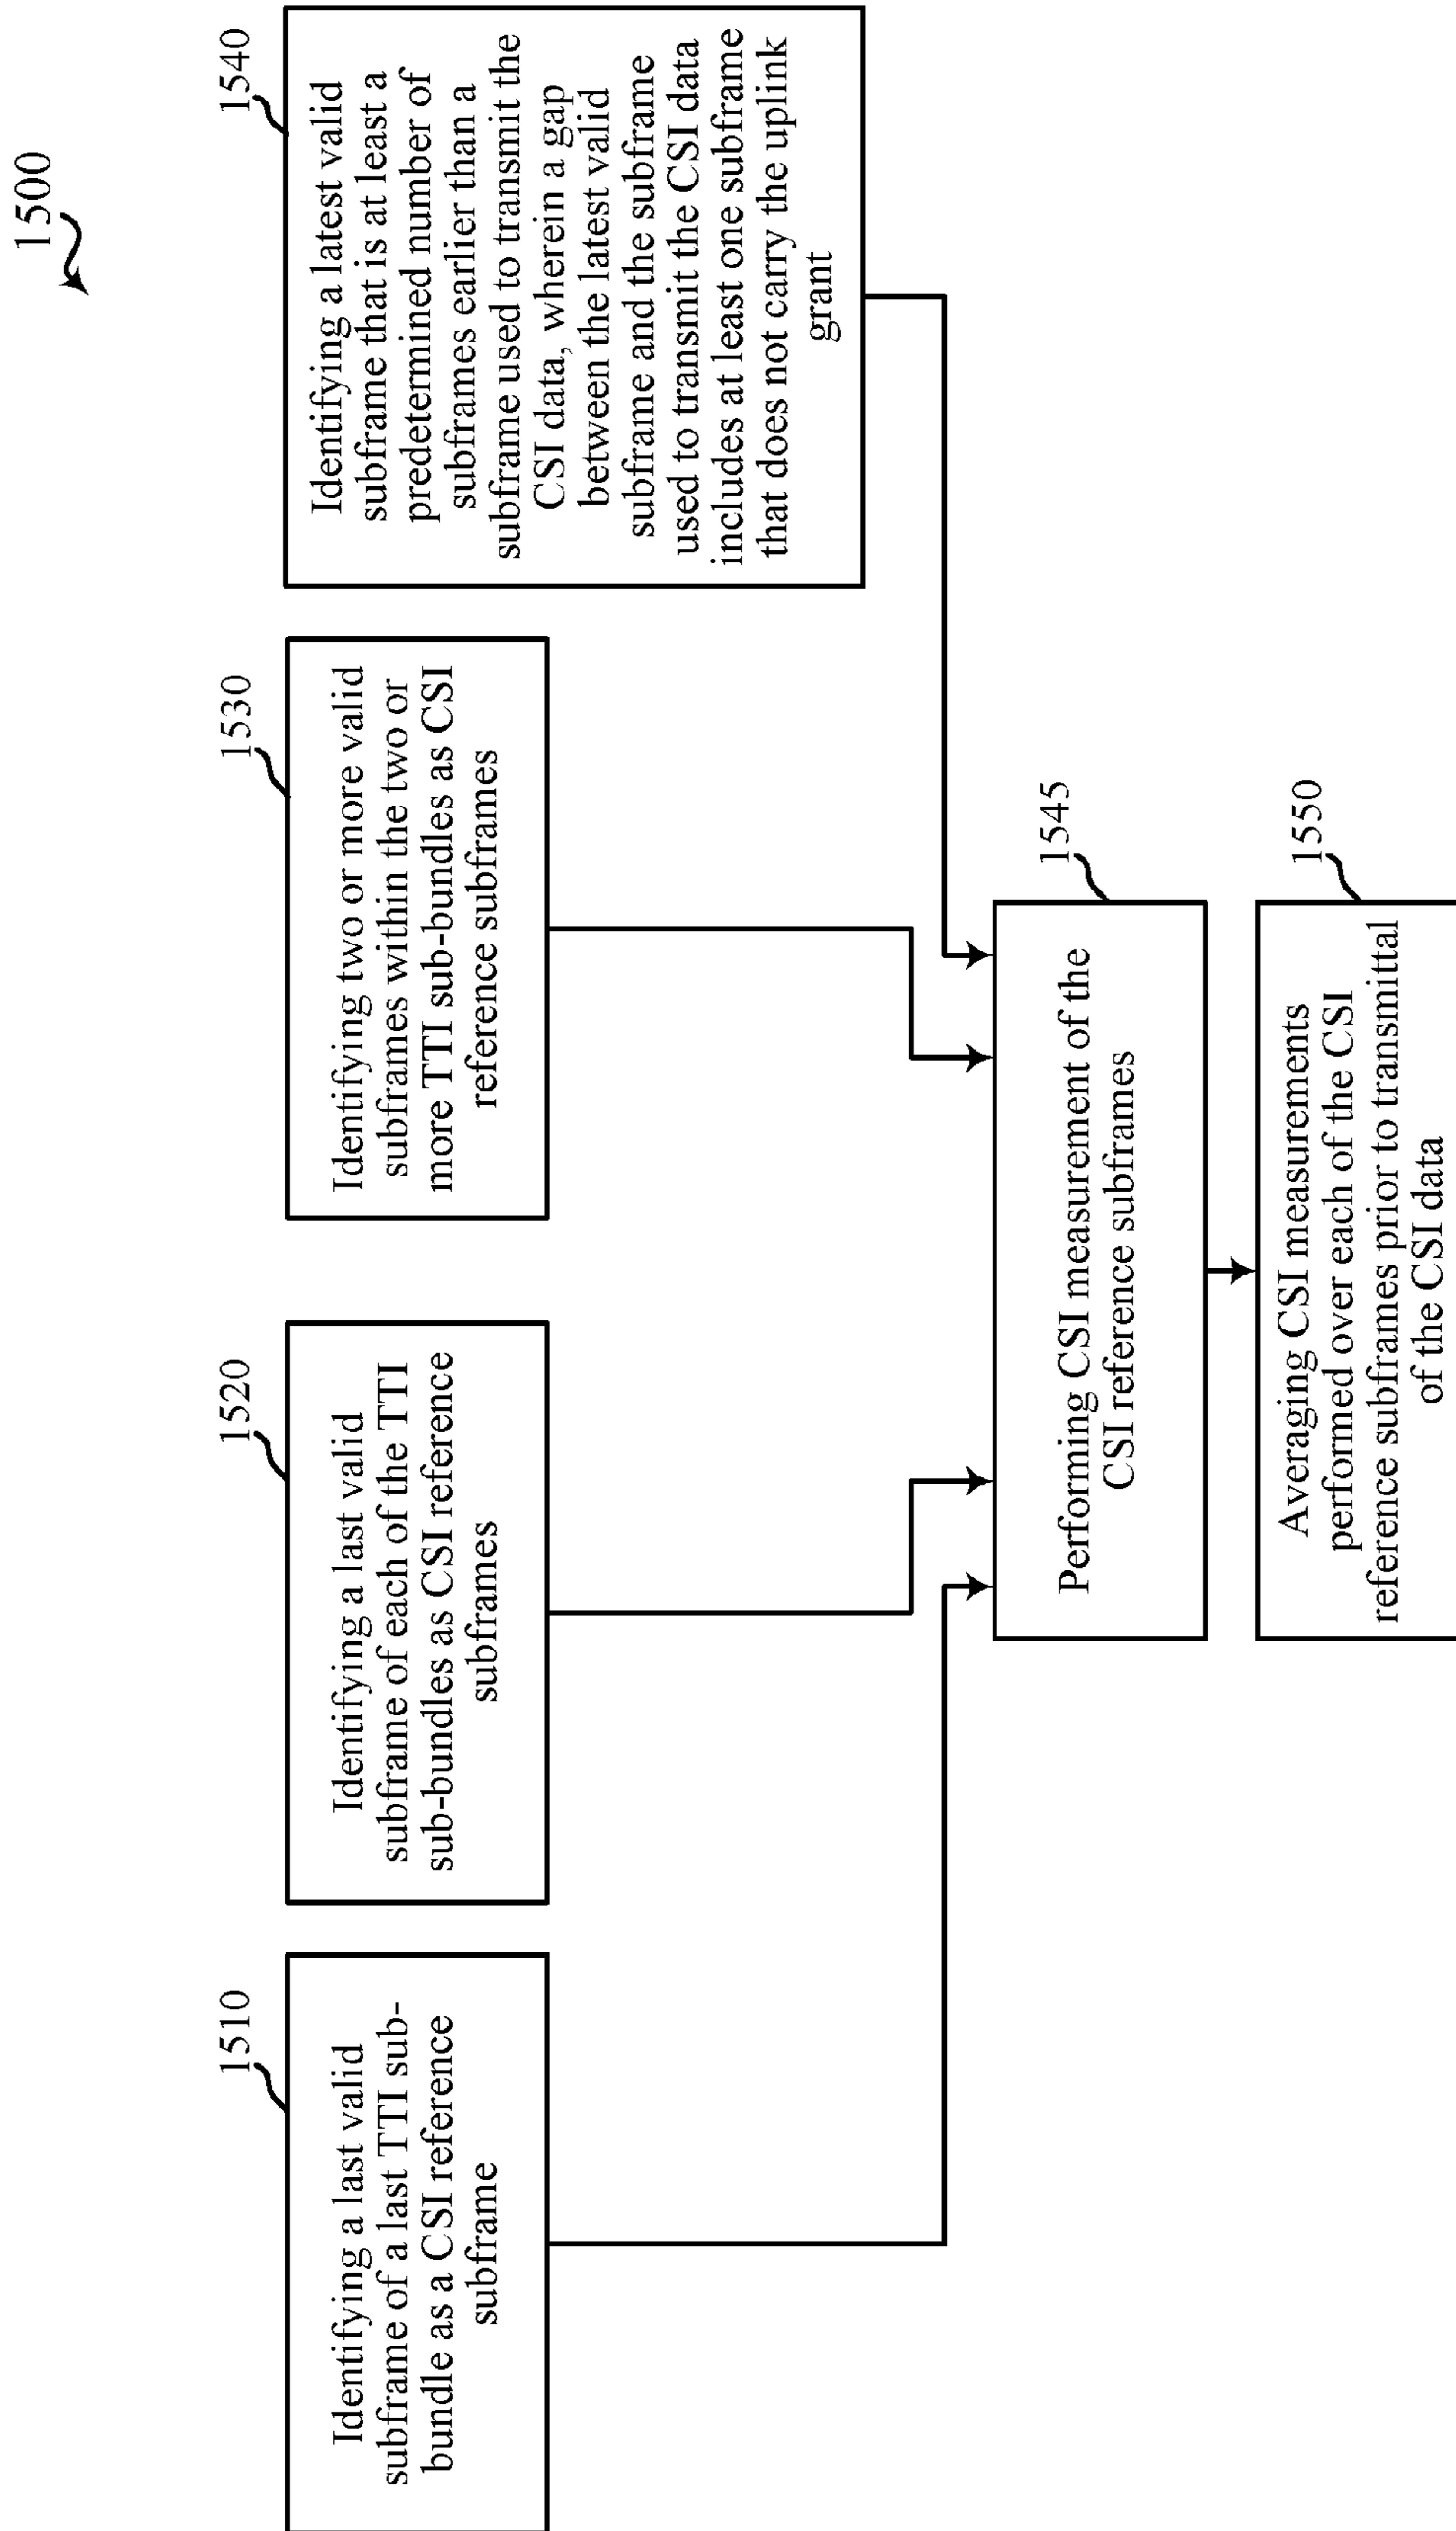 1500
1510
Identifying a last valid
subframe of a last TTI sub-
bundle as a CSI reference
subframe
1520
Identifying a last valid
subframe of each of the TTI
sub-bundles as CSI reference
subframes
1530
Identifying two or more valid
subframes within the two or
more TTI sub-bundles as CSI
reference subframes
1540
Identifying a latest valid
subframe that is at least a
predetermined number of
subframes earlier than a
subframe used to transmit the
CSI data, wherein a gap
between the latest valid
subframe and the subframe
used to transmit the CSI data
includes at least one subframe
that does not carry the uplink
grant
1545
Performing CSI measurement of the
CSI reference subframes
1550
Averaging CSI measurements
performed over each of the CSI
reference subframes prior to transmittal
of the CSI data